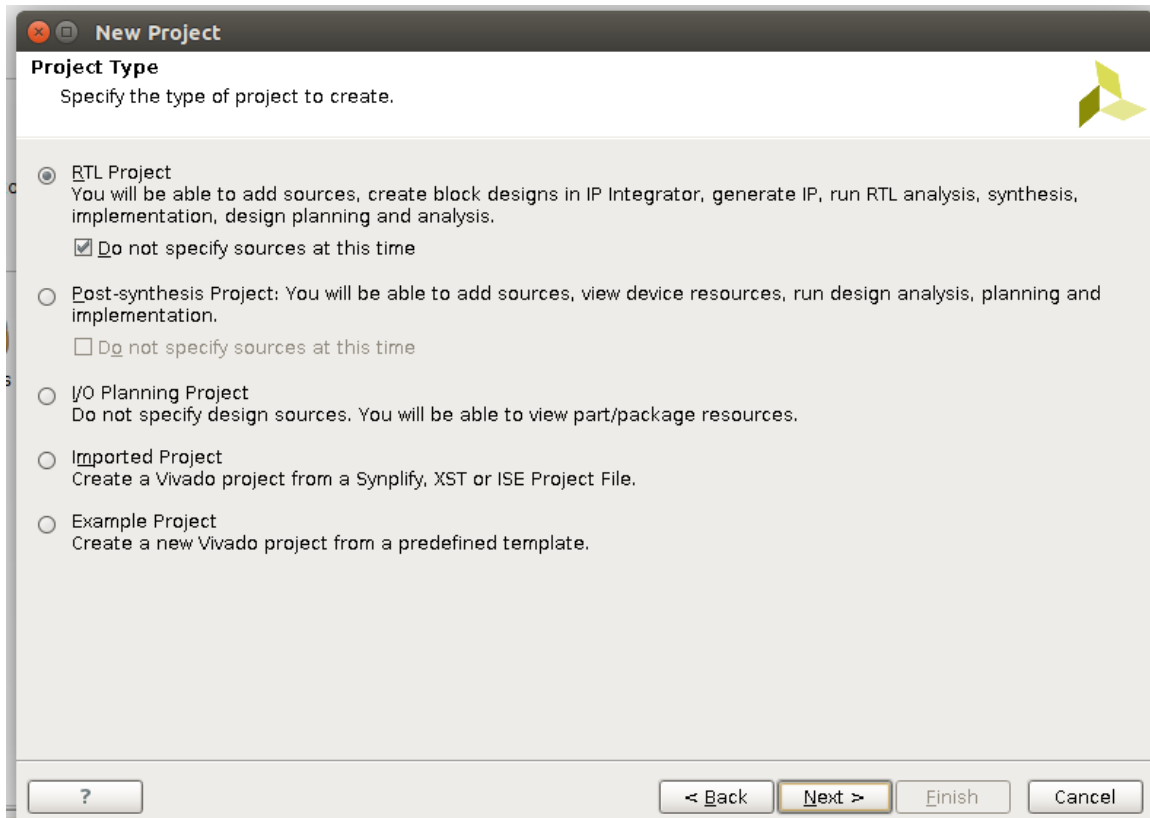 New Project
Project Type
Specify the type of project to create.
RTL Project
You will be able to add sources, create block designs in IP Integrator, generate IP, run RTL analysis, synthesis,
implementation, design planning and analysis.
Do not specify sources at this time
Post-synthesis Project: You will be able to add sources, view device resources, run design analysis, planning and
implementation.
Do not specify sources at this time
I/O Planning Project
Do not specify design sources. You will be able to view part/package resources.
Imported Project
Create a Vivado project from a Synplify, XST or ISE Project File.
Example Project
Create a new Vivado project from a predefined template.
? < Back Next > Finish Cancel